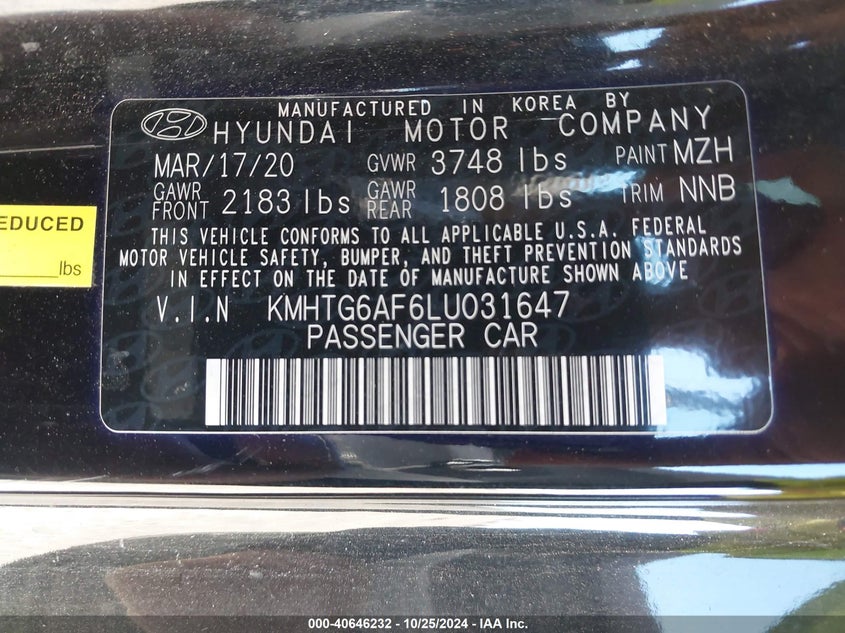 MANUFACTURED IN KOREA BY
HYUNDAI MOTOR COMPANY
MAR/17/20 GVWR 3748 lbs PAINT MZH
GAWR FRONT 2183 lbs GAWR REAR 1808 lbs TRIM NNB
THIS VEHICLE CONFORMS TO ALL APPLICABLE U.S.A. FEDERAL
MOTOR VEHICLE SAFETY, BUMPER, AND THEFT PREVENTION STANDARDS
IN EFFECT ON THE DATE OF MANUFACTURE SHOWN ABOVE
V.I.N KMHTG6AF6LU031647
PASSENGER CAR
EDUCED
lbs
000-40646232 - 10/25/2024 - IAA Inc.